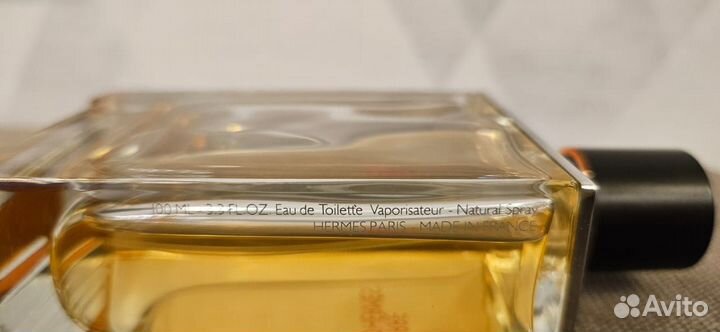 100 ML - 3.3 FL.OZ. Eau de Toilette Vaporisateur - Natural Spray
HERMES PARIS - MADE IN FRANCE
Avito